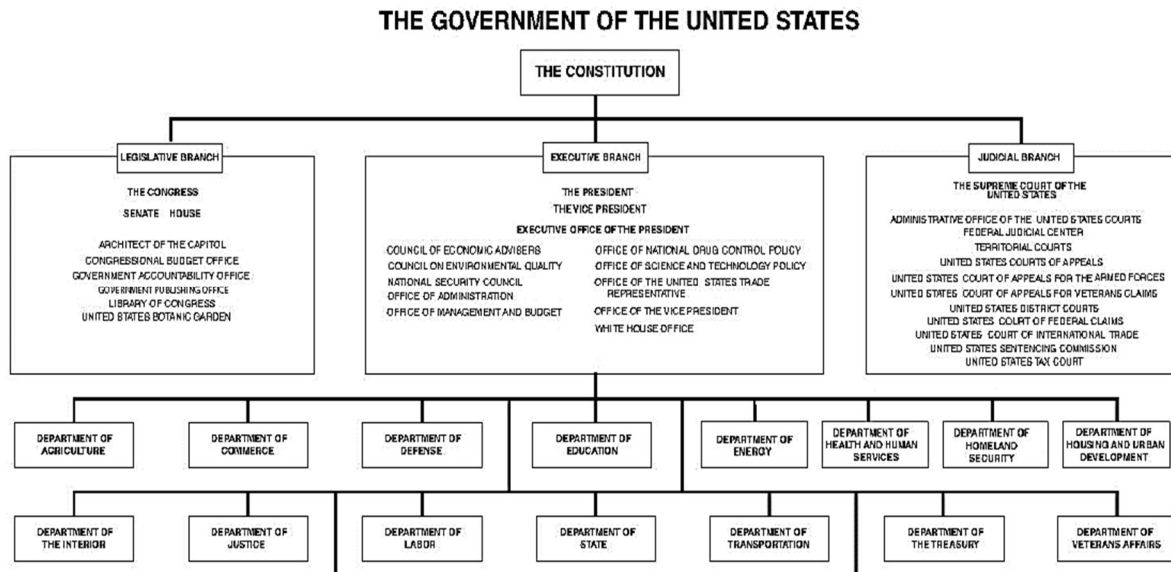 THE GOVERNMENT OF THE UNITED STATES
THE CONSTITUTION
LEGISLATIVE BRANCH
THE CONGRESS
SENATE HOUSE
ARCHITECT OF THE CAPITOL
CONGRESSIONAL BUDGET OFFICE
GOVERNMENT ACCOUNTABILITY OFFICE
GOVERNMENT PUBLISHING OFFICE
LIBRARY OF CONGRESS
UNITED STATES BOTANIC GARDEN
EXECUTIVE BRANCH
THE PRESIDENT
THE VICE PRESIDENT
EXECUTIVE OFFICE OF THE PRESIDENT
COUNCIL OF ECONOMIC ADVISERS
COUNCIL ON ENVIRONMENTAL QUALITY
NATIONAL SECURITY COUNCIL
OFFICE OF ADMINISTRATION
OFFICE OF MANAGEMENT AND BUDGET
OFFICE OF NATIONAL DRUG CONTROL POLICY
OFFICE OF SCIENCE AND TECHNOLOGY POLICY
OFFICE OF THE UNITED STATES TRADE
REPRESENTATIVE
OFFICE OF THE VICE PRESIDENT
WHITE HOUSE OFFICE
JUDICIAL BRANCH
THE SUPREME COURT OF THE
UNITED STATES
ADMINISTRATIVE OFFICE OF THE UNITED STATES COURTS
FEDERAL JUDICIAL CENTER
TERRITORIAL COURTS
UNITED STATES COURTS OF APPEALS
UNITED STATES COURT OF APPEALS FOR THE ARMED FORCES
UNITED STATES COURT OF APPEALS FOR VETERANS CLAIMS
UNITED STATES DISTRICT COURTS
UNITED STATES COURT OF FEDERAL CLAIMS
UNITED STATES COURT OF INTERNATIONAL TRADE
UNITED STATES SENTENCING COMMISSION
UNITED STATES TAX COURT
DEPARTMENT OF
AGRICULTURE
DEPARTMENT OF
COMMERCE
DEPARTMENT OF
DEFENSE
DEPARTMENT OF
EDUCATION
DEPARTMENT OF
ENERGY
DEPARTMENT OF
HEALTH AND HUMAN
SERVICES
DEPARTMENT OF
HOMELAND
SECURITY
DEPARTMENT OF
HOUSING AND URBAN
DEVELOPMENT
DEPARTMENT OF
THE INTERIOR
DEPARTMENT OF
JUSTICE
DEPARTMENT OF
LABOR
DEPARTMENT OF
STATE
DEPARTMENT OF
TRANSPORTATION
DEPARTMENT OF
THE TREASURY
DEPARTMENT OF
VETERANS AFFAIRS